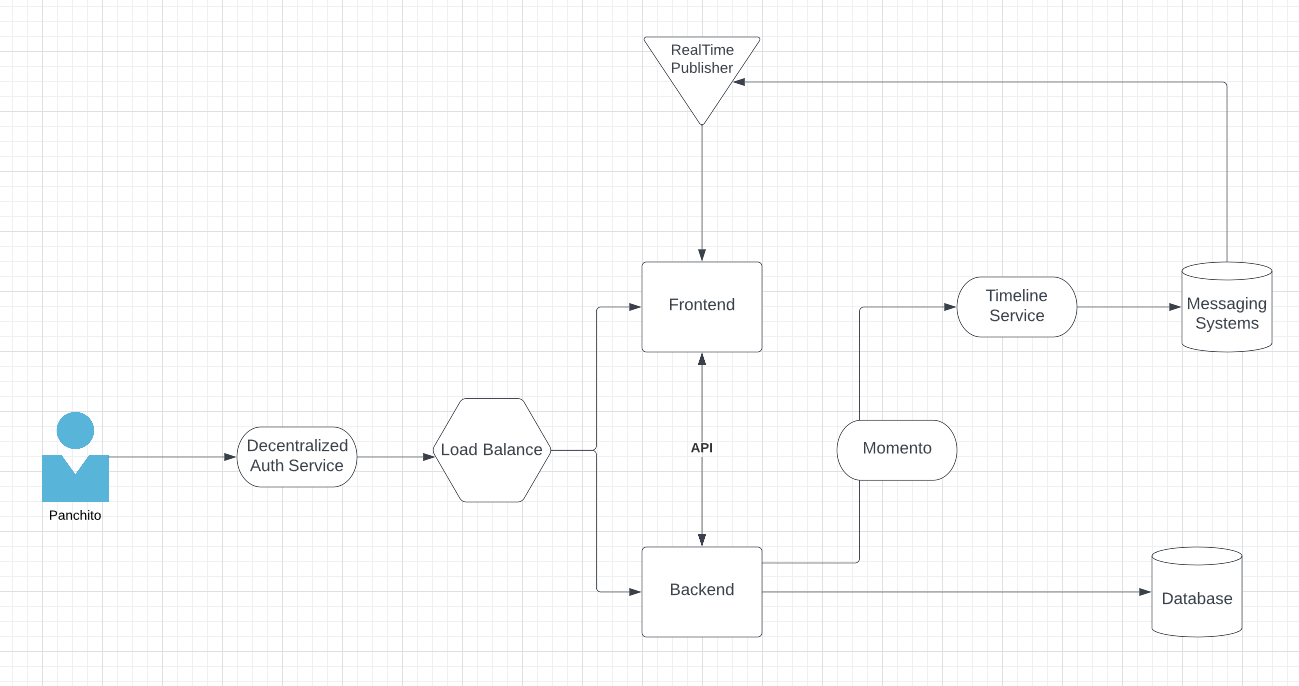 RealTime
Publisher
Frontend
Timeline
Service
Messaging
Systems
Decentralized
Auth Service
Load Balance
API
Momento
Panchito
Backend
Database